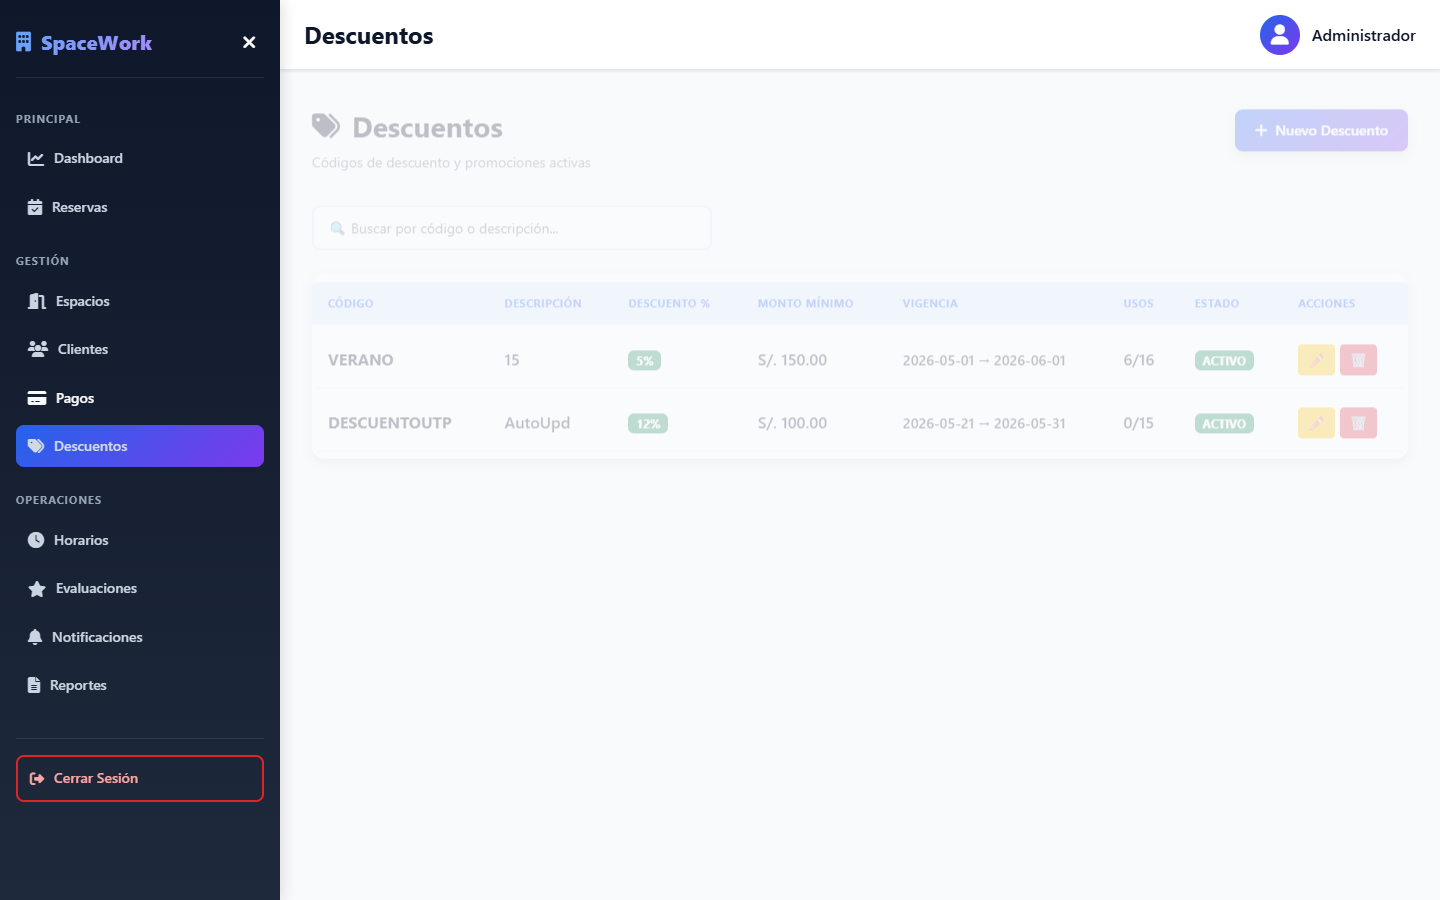 SpaceWork
PRINCIPAL
Dashboard
Reservas
GESTIÓN
Espacios
Clientes
Pagos
Descuentos
OPERACIONES
Horarios
Evaluaciones
Notificaciones
Reportes
Cerrar Sesión
Descuentos
Administrador
Descuentos
Códigos de descuento y promociones activas
+ Nuevo Descuento
Buscar por código o descripción...
CÓDIGO DESCRIPCIÓN DESCUENTO % MONTO MÍNIMO VIGENCIA USOS ESTADO ACCIONES
VERANO 15 5% S/. 150.00 2026-05-01 → 2026-06-01 6/16 ACTIVO
DESCUENTOUTP AutoUpd 12% S/. 100.00 2026-05-21 → 2026-05-31 0/15 ACTIVO